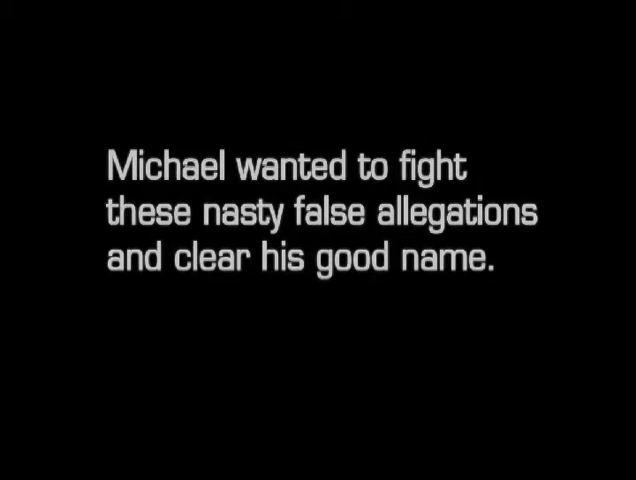 Michael wanted to fight
these nasty false allegations
and clear his good name.